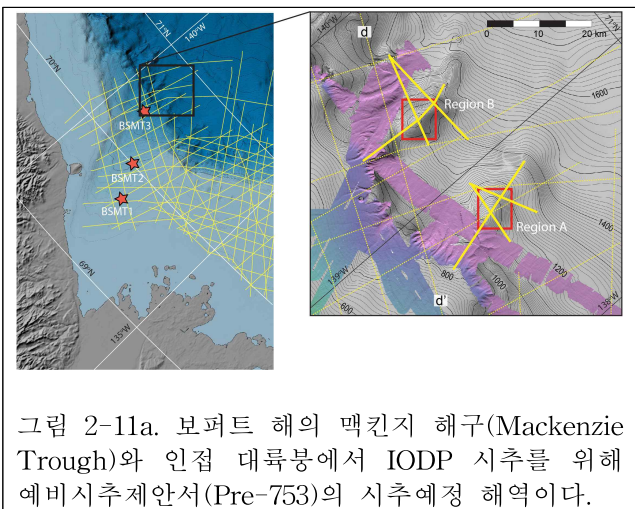 71°N
140°W
70°N
BSMT3
BSMT2
BSMT1
69°N
135°W
d
140°W
0 10 20 km
71°N
1600
Region B
Region A
1400
139°W
1200
1000
800
600
d'
138°W
그림 2-11a. 보퍼트 해의 맥킨지 해구(Mackenzie
Trough)와 인접 대륙붕에서 IODP 시추를 위해
예비시추제안서(Pre-753)의 시추예정 해역이다.